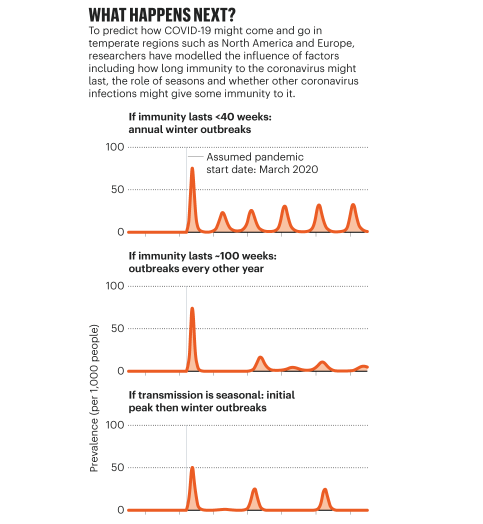 WHAT HAPPENS NEXT?
To predict how COVID-19 might come and go in
temperate regions such as North America and Europe,
researchers have modelled the influence of factors
including how long immunity to the coronavirus might
last, the role of seasons and whether other coronavirus
infections might give some immunity to it.
If immunity lasts <40 weeks:
annual winter outbreaks
100
Assumed pandemic
start date: March 2020
50
0
If immunity lasts ~100 weeks:
outbreaks every other year
100
50
0
If transmission is seasonal: initial
peak then winter outbreaks
100
50
0
Prevalence (per 1,000 people)